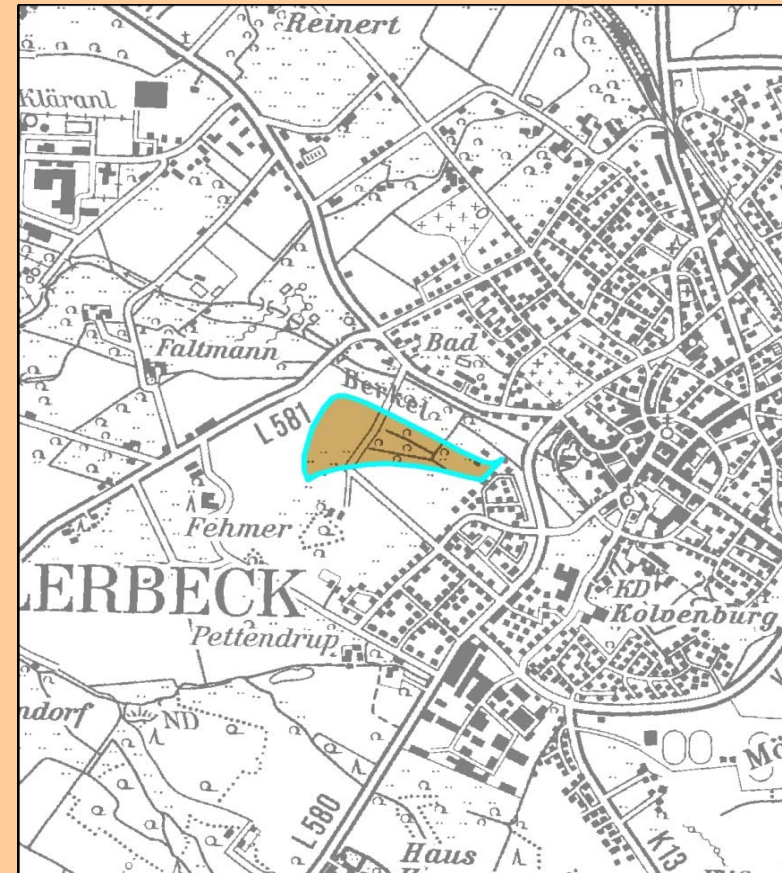 Reinert
Kläranl
Faltmann
Bad
Berkel
L 581
Fehmer
LERBECK
KD
Kolvenburg
Pettendrup
ndorf
ND
L 580
K13
Haus